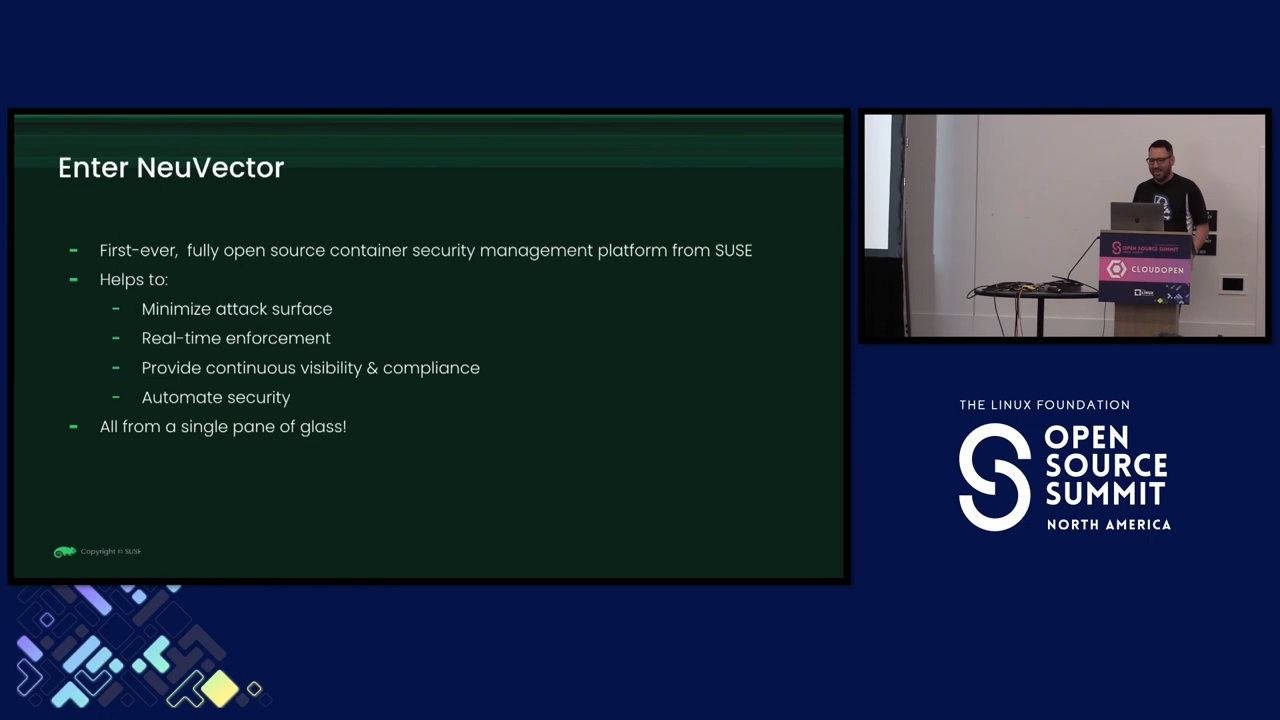 Enter NeuVector
- First-ever, fully open source container security management platform from SUSE
- Helps to:
- Minimize attack surface
- Real-time enforcement
- Provide continuous visibility & compliance
- Automate security
- All from a single pane of glass!
Copyright © SUSE
OPEN SOURCE SUMMIT
CLOUDOPEN
LINUX
THE LINUX FOUNDATION
OPEN
SOURCE
SUMMIT
NORTH AMERICA